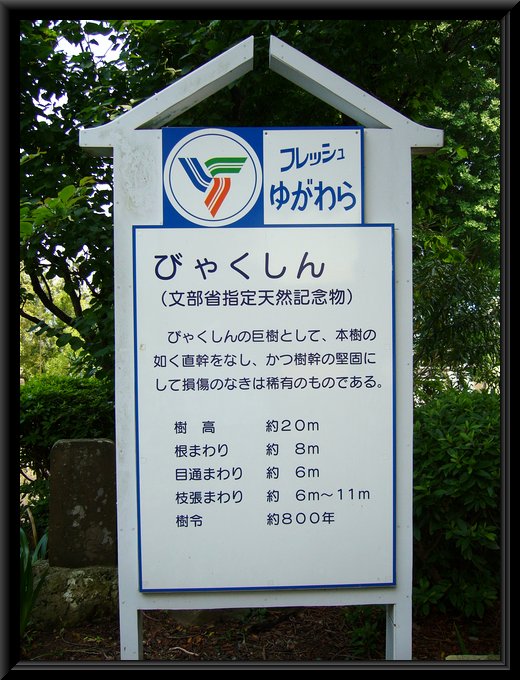 フレッシュ
ゆがわら
びゃくしん
(文部省指定天然記念物)
びゃくしんの巨樹として、本樹の
如く直幹をなし、かつ樹幹の堅固に
して損傷のなきは稀有のものである。
樹 高 約20m
根まわり 約 8m
目通まわり 約 6m
枝張まわり 約 6m～11m
樹令 約800年